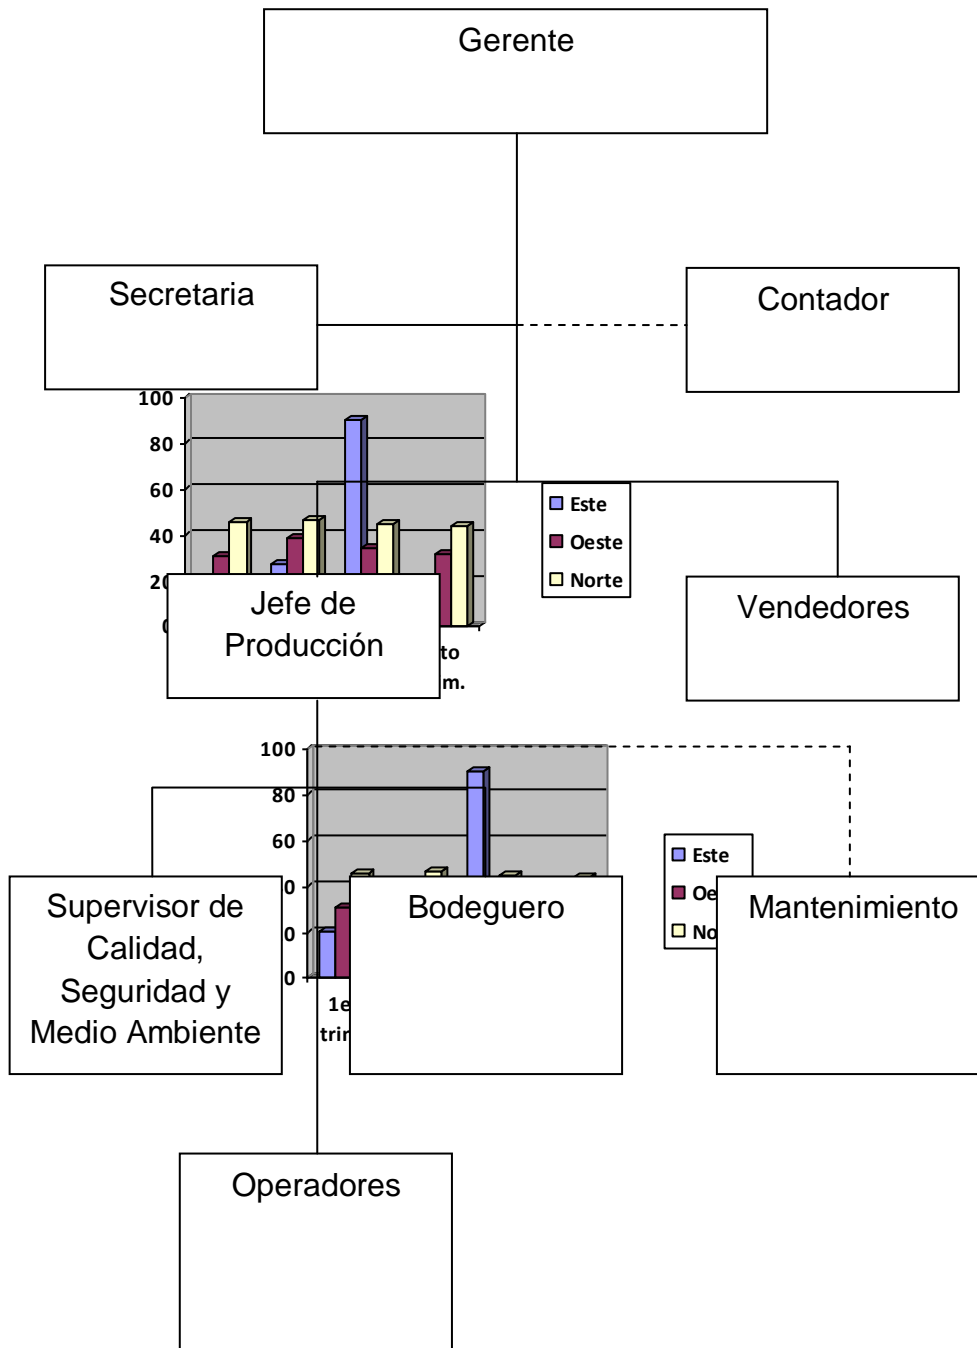 Gerente
Secretaria
Contador
100
80
60
40
20
Este
Oeste
Norte
Jefe de
Producción
Vendedores
100
80
60
Este
Supervisor de
Calidad,
Seguridad y
Medio Ambiente
Bodeguero
Mantenimiento
Operadores